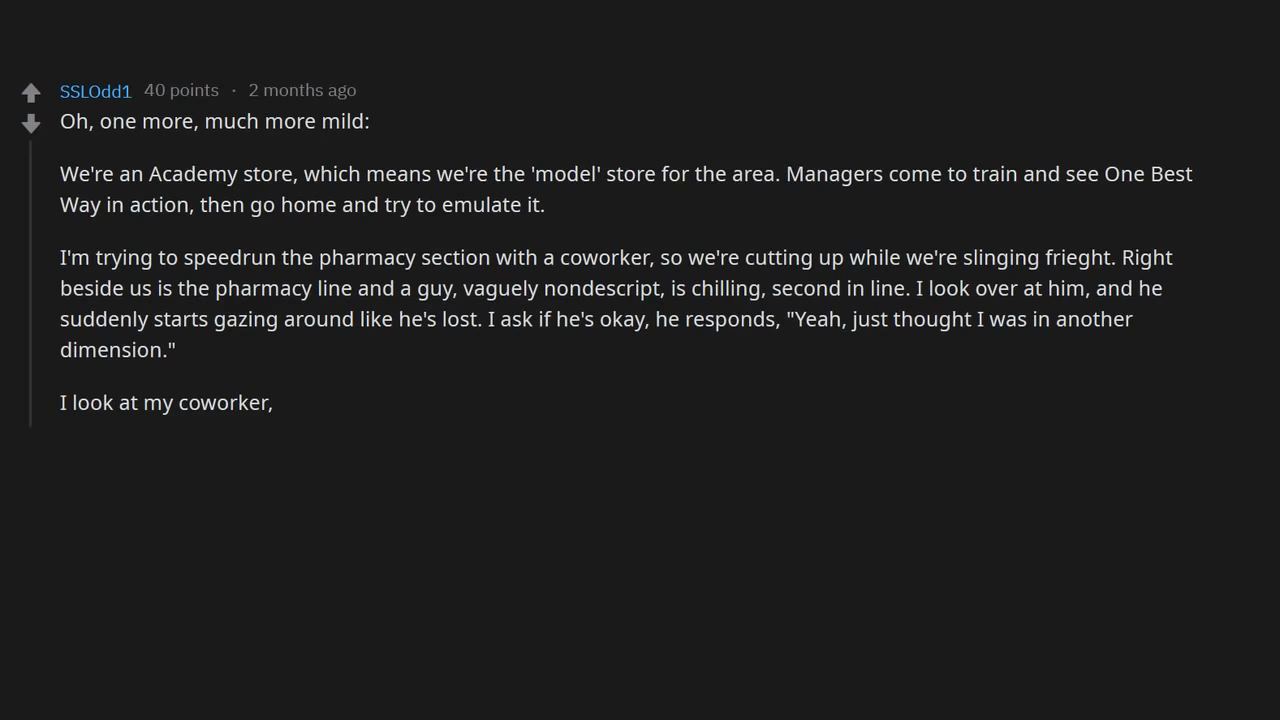 SSLOdd1 40 points · 2 months ago
Oh, one more, much more mild:
We're an Academy store, which means we're the 'model' store for the area. Managers come to train and see One Best
Way in action, then go home and try to emulate it.
I'm trying to speedrun the pharmacy section with a coworker, so we're cutting up while we're slinging frieght. Right
beside us is the pharmacy line and a guy, vaguely nondescript, is chilling, second in line. I look over at him, and he
suddenly starts gazing around like he's lost. I ask if he's okay, he responds, "Yeah, just thought I was in another
dimension."
I look at my coworker,